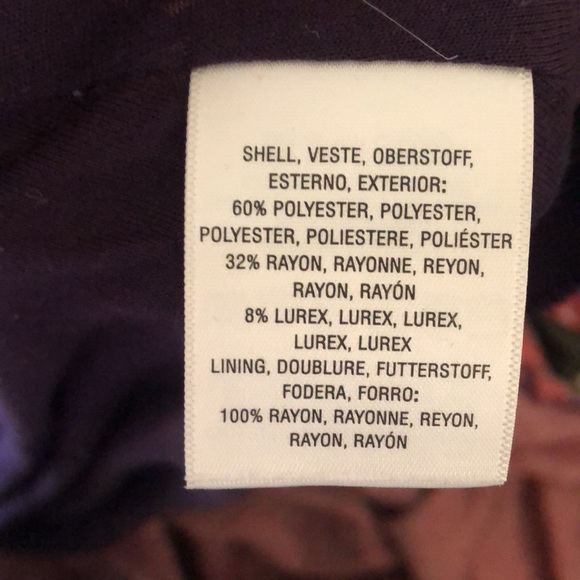 SHELL, VESTE, OBERSTOFF,
ESTERNO, EXTERIOR:
60% POLYESTER, POLYESTER,
POLYESTER, POLIESTERE, POLIÉSTER
32% RAYON, RAYONNE, REYON,
RAYON, RAYÓN
8% LUREX, LUREX, LUREX,
LUREX, LUREX
LINING, DOUBLURE, FUTTERSTOFF,
FODERA, FORRO:
100% RAYON, RAYONNE, REYON,
RAYON, RAYÓN